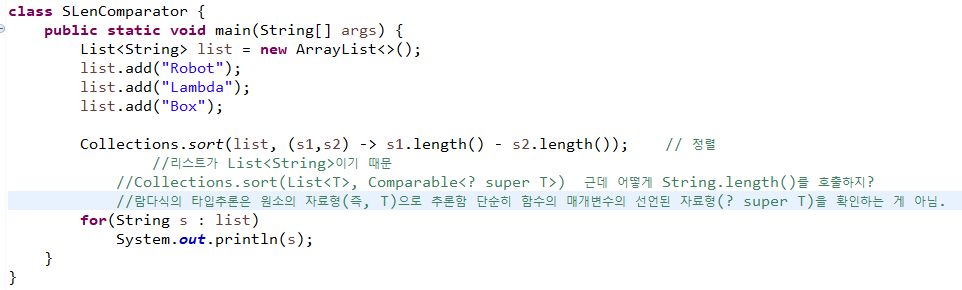 class SLenComparator {
public static void main(String[] args) {
List<String> list = new ArrayList<>();
list.add("Robot");
list.add("Lambda");
list.add("Box");
Collections.sort(list, (s1,s2) -> s1.length() - s2.length()); // 정렬
//리스트가 List<String>이기 때문
//Collections.sort(List<T>, Comparable<? super T>) 근데 어떻게 String.length()를 호출하지?
//람다식의 타입추론은 원소의 자료형(즉, T)으로 추론함 단순히 함수의 매개변수의 선언된 자료형(? super T)을 확인하는 게 아님.
for(String s : list)
System.out.println(s);
}
}